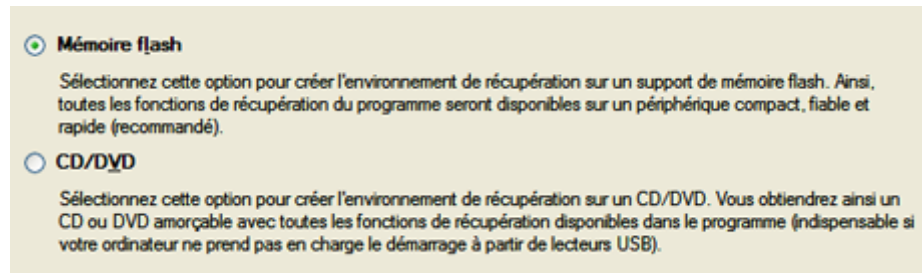 Mémoire flash
Sélectionnez cette option pour créer l'environnement de récupération sur un support de mémoire flash. Ainsi,
toutes les fonctions de récupération du programme seront disponibles sur un périphérique compact, fiable et
rapide (recommandé).
CD/DVD
Sélectionnez cette option pour créer l'environnement de récupération sur un CD/DVD. Vous obtiendrez ainsi un
CD ou DVD amorçable avec toutes les fonctions de récupération disponibles dans le programme (indispensable si
votre ordinateur ne prend pas en charge le démarrage à partir de lecteurs USB).